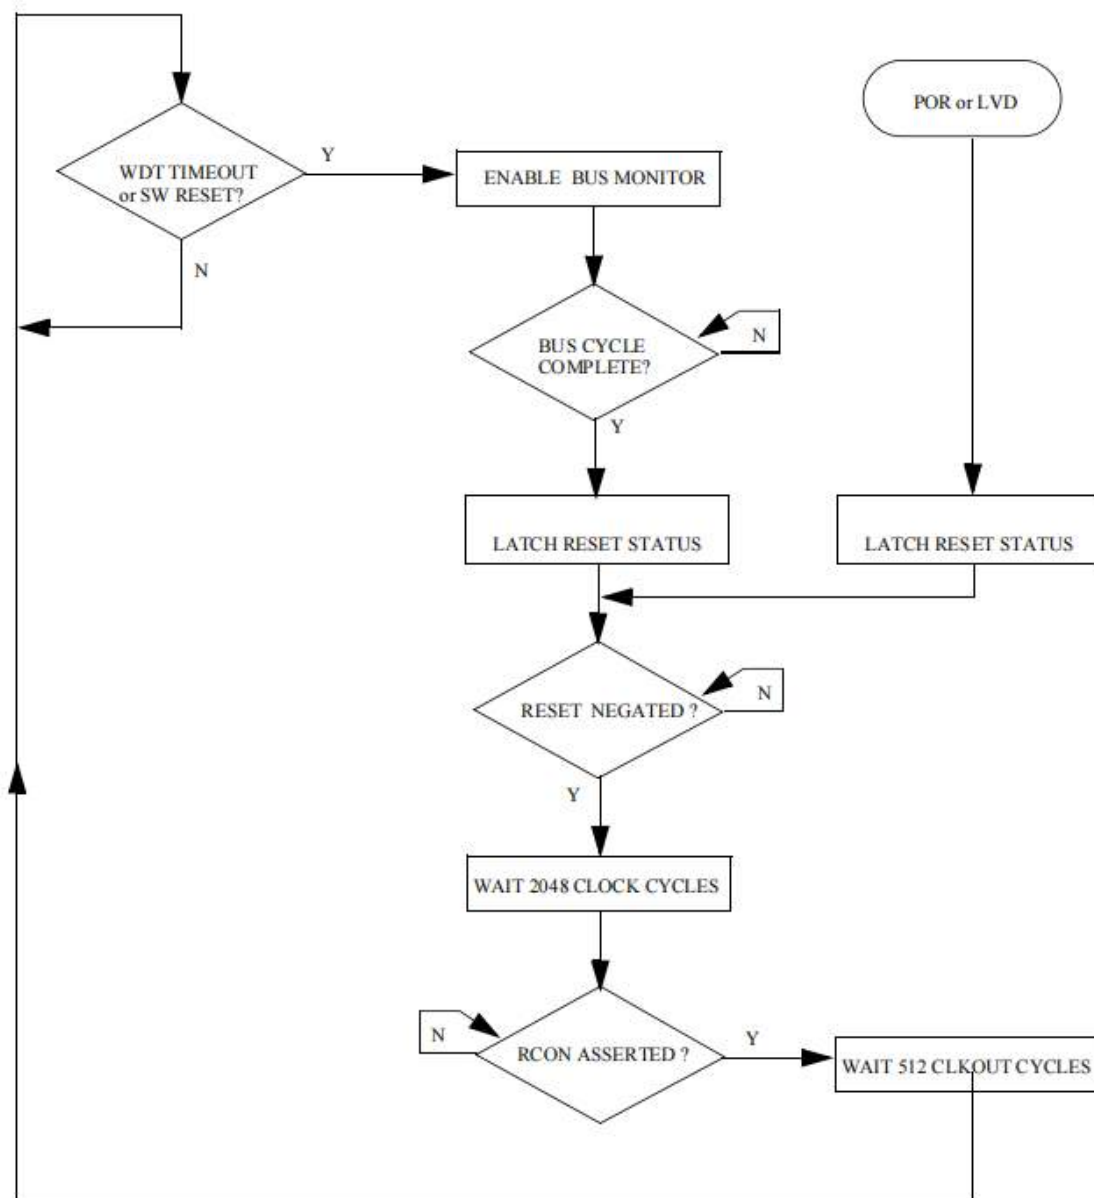 POR or LVD
WDT TIMEOUT
or SW RESET?
Y
ENABLE BUS MONITOR
N
BUS CYCLE
COMPLETE?
N
Y
LATCH RESET STATUS
LATCH RESET STATUS
RESET NEGATED ?
N
Y
WAIT 2048 CLOCK CYCLES
N
RCON ASSERTED ?
Y
WAIT 512 CLKOUT CYCLES